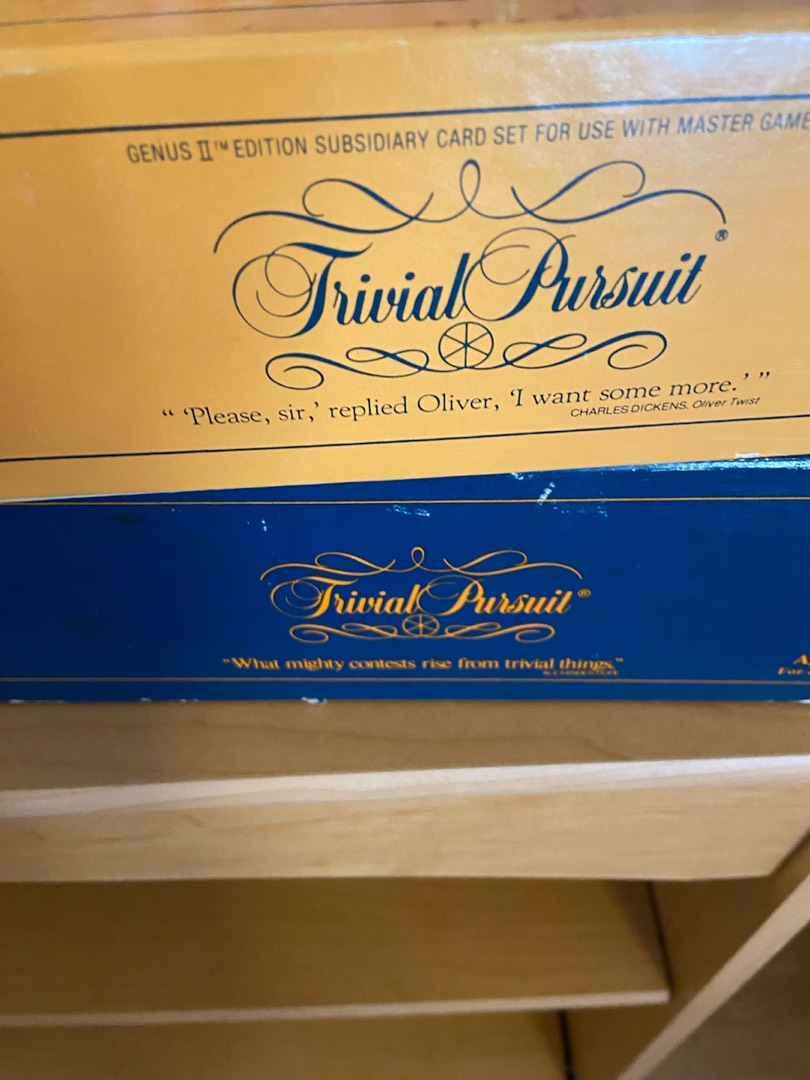 GENUS II™ EDITION SUBSIDIARY CARD SET FOR USE WITH MASTER GAME
Trivial Pursuit®
“ ‘Please, sir,’ replied Oliver, ‘I want some more.’ ”
CHARLES DICKENS, Oliver Twist
Trivial Pursuit®
"What mighty contests rise from trivial things."